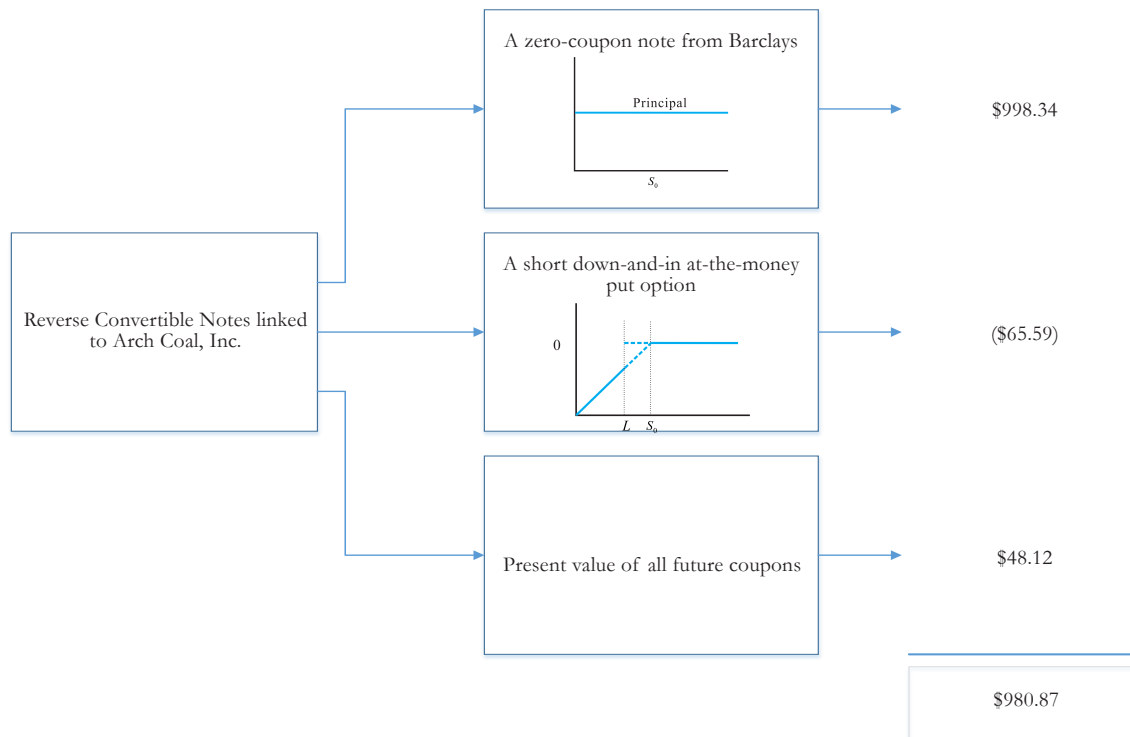 A zero-coupon note from Barclays
Principal
S₀
$998.34
Reverse Convertible Notes linked
to Arch Coal, Inc.
A short down-and-in at-the-money
put option
0
L S₀
($65.59)
Present value of all future coupons
$48.12
$980.87